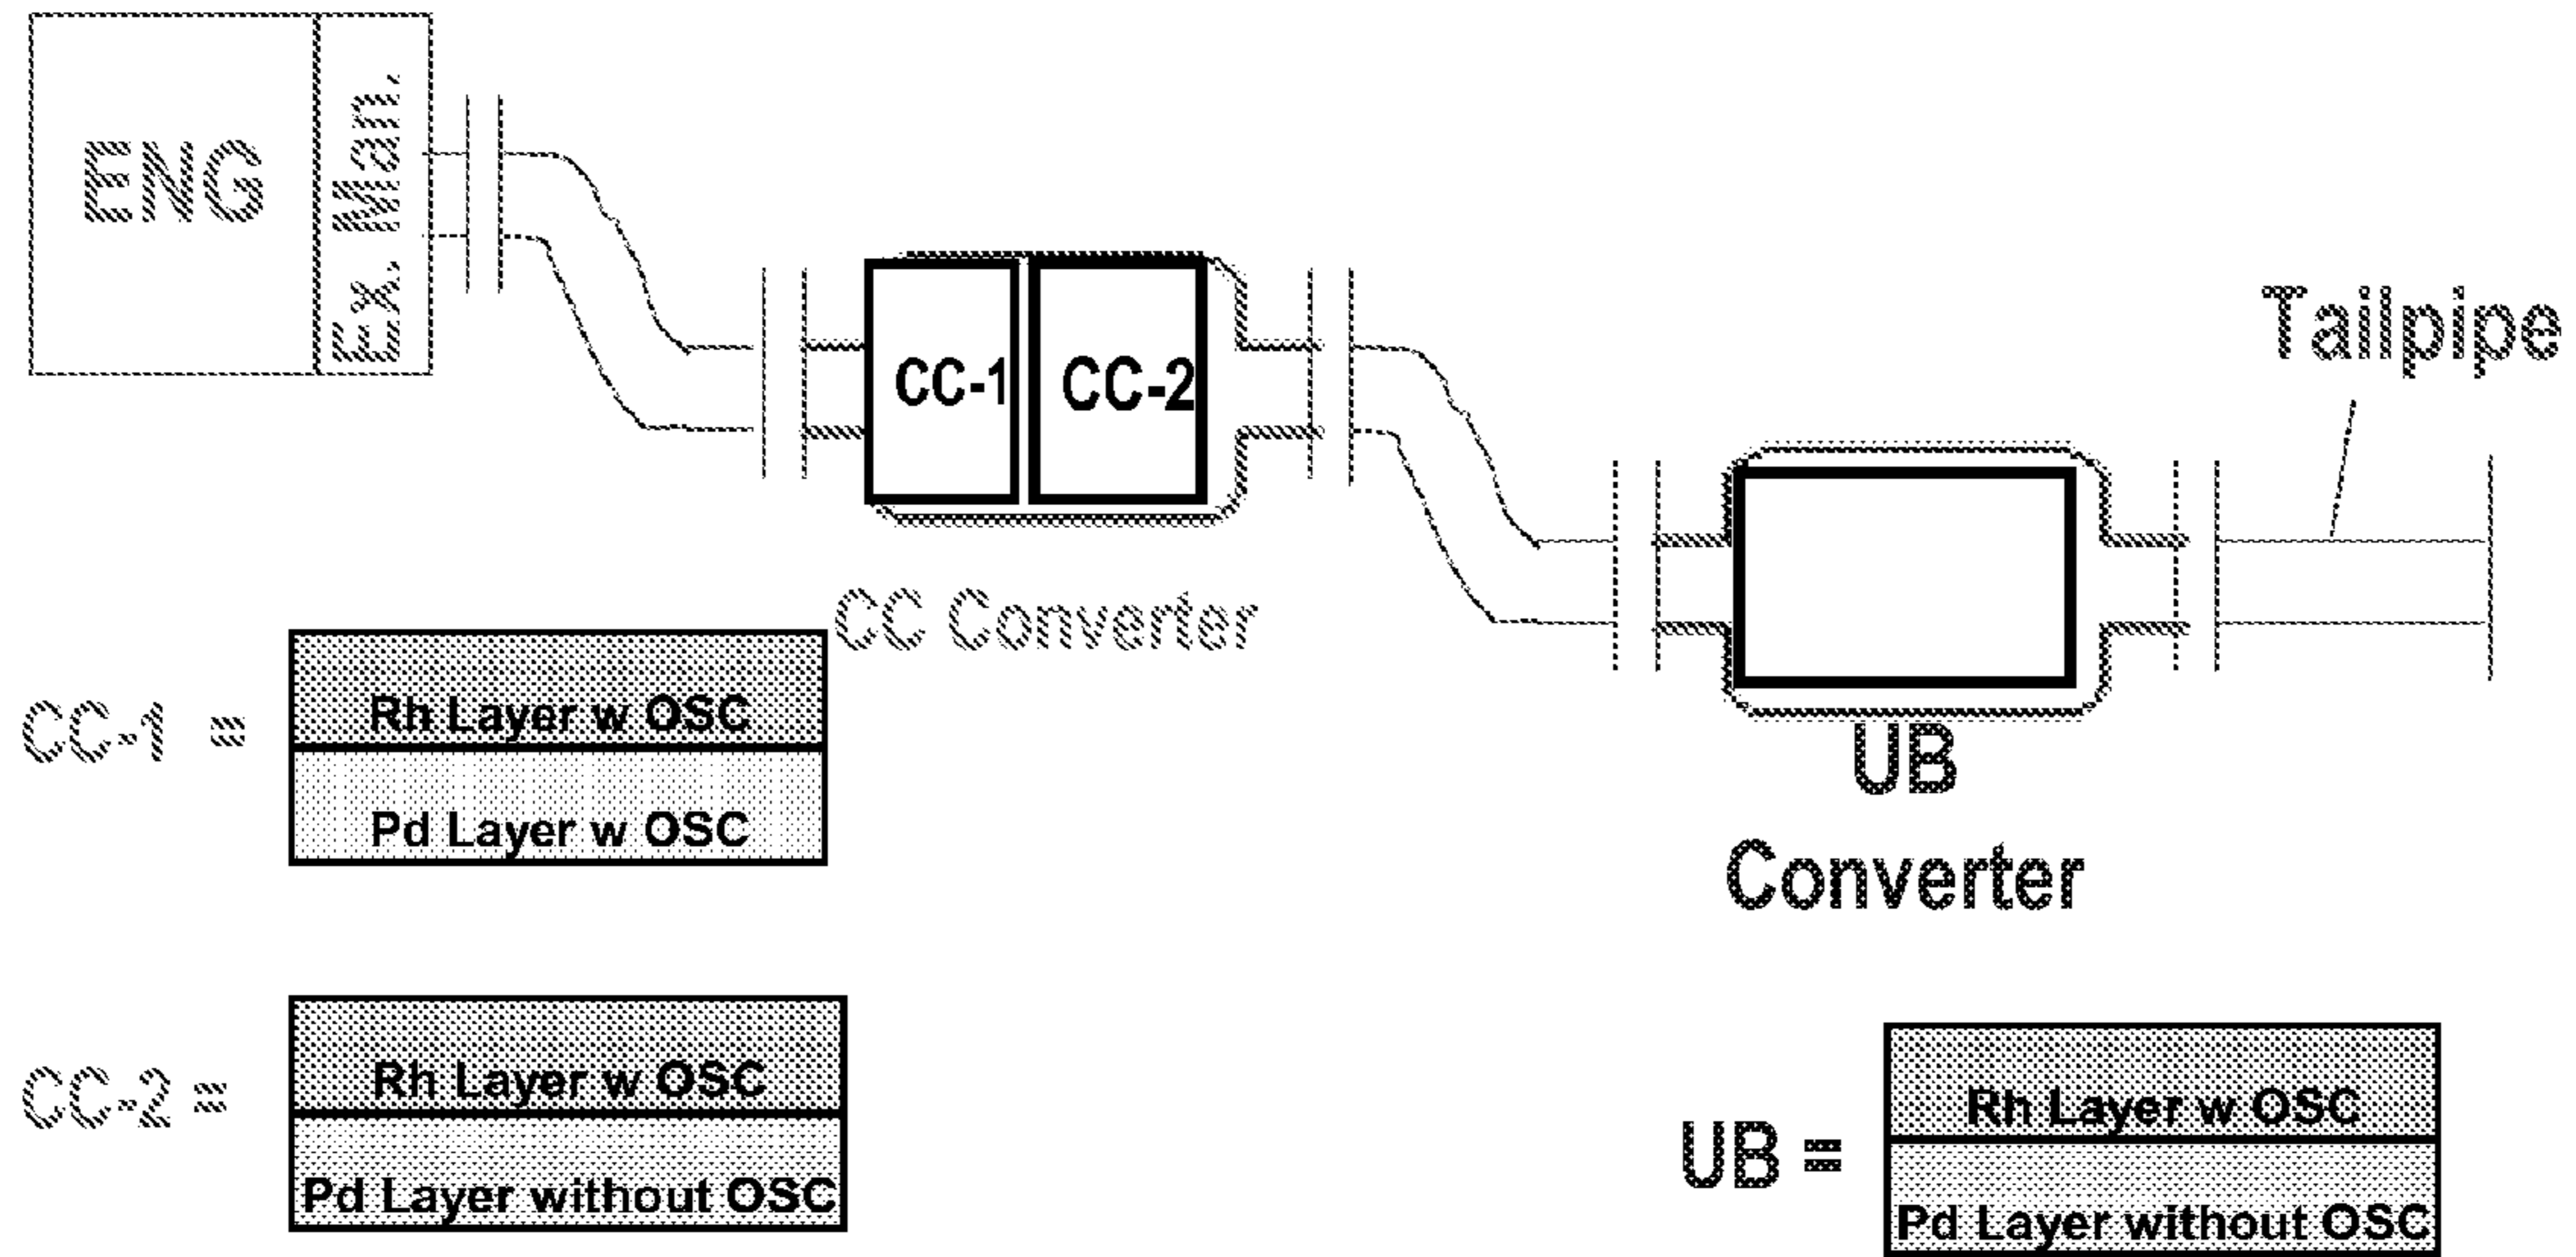 ENG
Ex. Man.
CC-1
CC-2
Tailpipe
CC Converter
UB
Converter
CC-1 =
Rh Layer w OSC
Pd Layer w OSC
CC-2 =
Rh Layer w OSC
Pd Layer without OSC
UB =
Rh Layer w OSC
Pd Layer without OSC